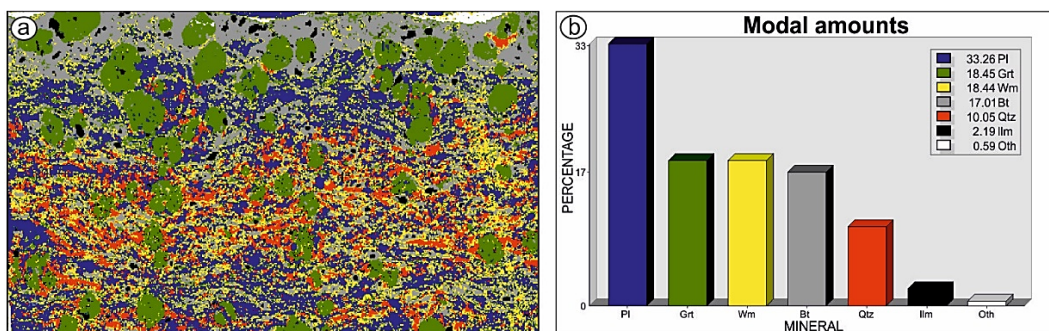 a
b
Modal amounts
33.26 Pl
18.45 Grt
18.44 Wm
17.01 Bt
10.05 Qtz
2.19 Ilm
0.59 Oth
PERCENTAGE
33
17
0
Pl Grt Wm Bt Qtz Ilm Oth
MINERAL